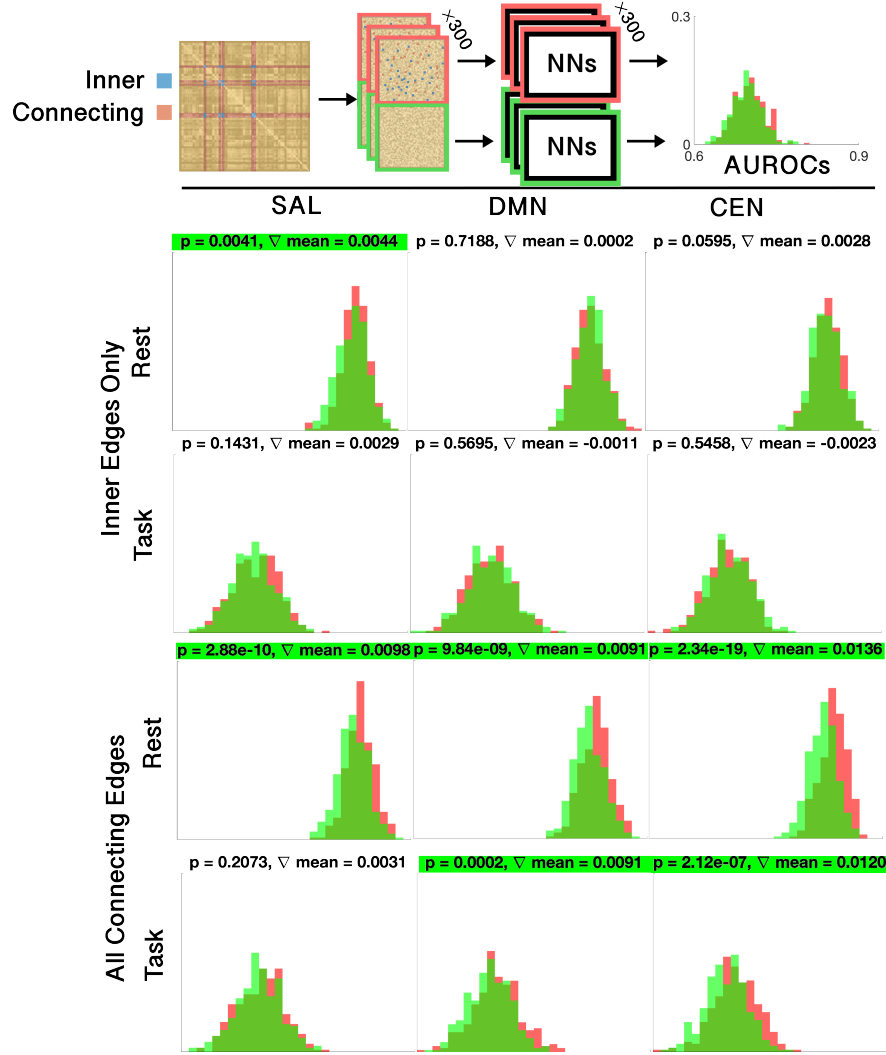 Inner
Connecting
×300
NNs
NNs
×300
0.3
0
0.6
0.9
AUROCs
SAL
DMN
CEN
Inner Edges Only
Rest
p = 0.0041, ∇ mean = 0.0044
p = 0.7188, ∇ mean = 0.0002
p = 0.0595, ∇ mean = 0.0028
Task
p = 0.1431, ∇ mean = 0.0029
p = 0.5695, ∇ mean = -0.0011
p = 0.5458, ∇ mean = -0.0023
All Connecting Edges
Rest
p = 2.88e-10, ∇ mean = 0.0098
p = 9.84e-09, ∇ mean = 0.0091
p = 2.34e-19, ∇ mean = 0.0136
Task
p = 0.2073, ∇ mean = 0.0031
p = 0.0002, ∇ mean = 0.0091
p = 2.12e-07, ∇ mean = 0.0120